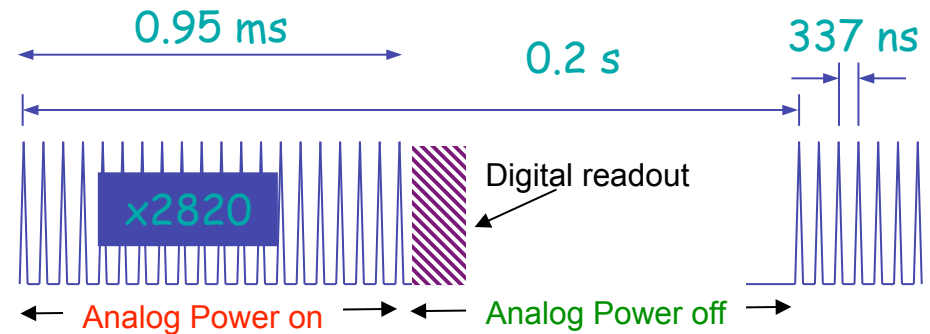 0.95 ms
0.2 s
337 ns
x2820
Digital readout
Analog Power on
Analog Power off